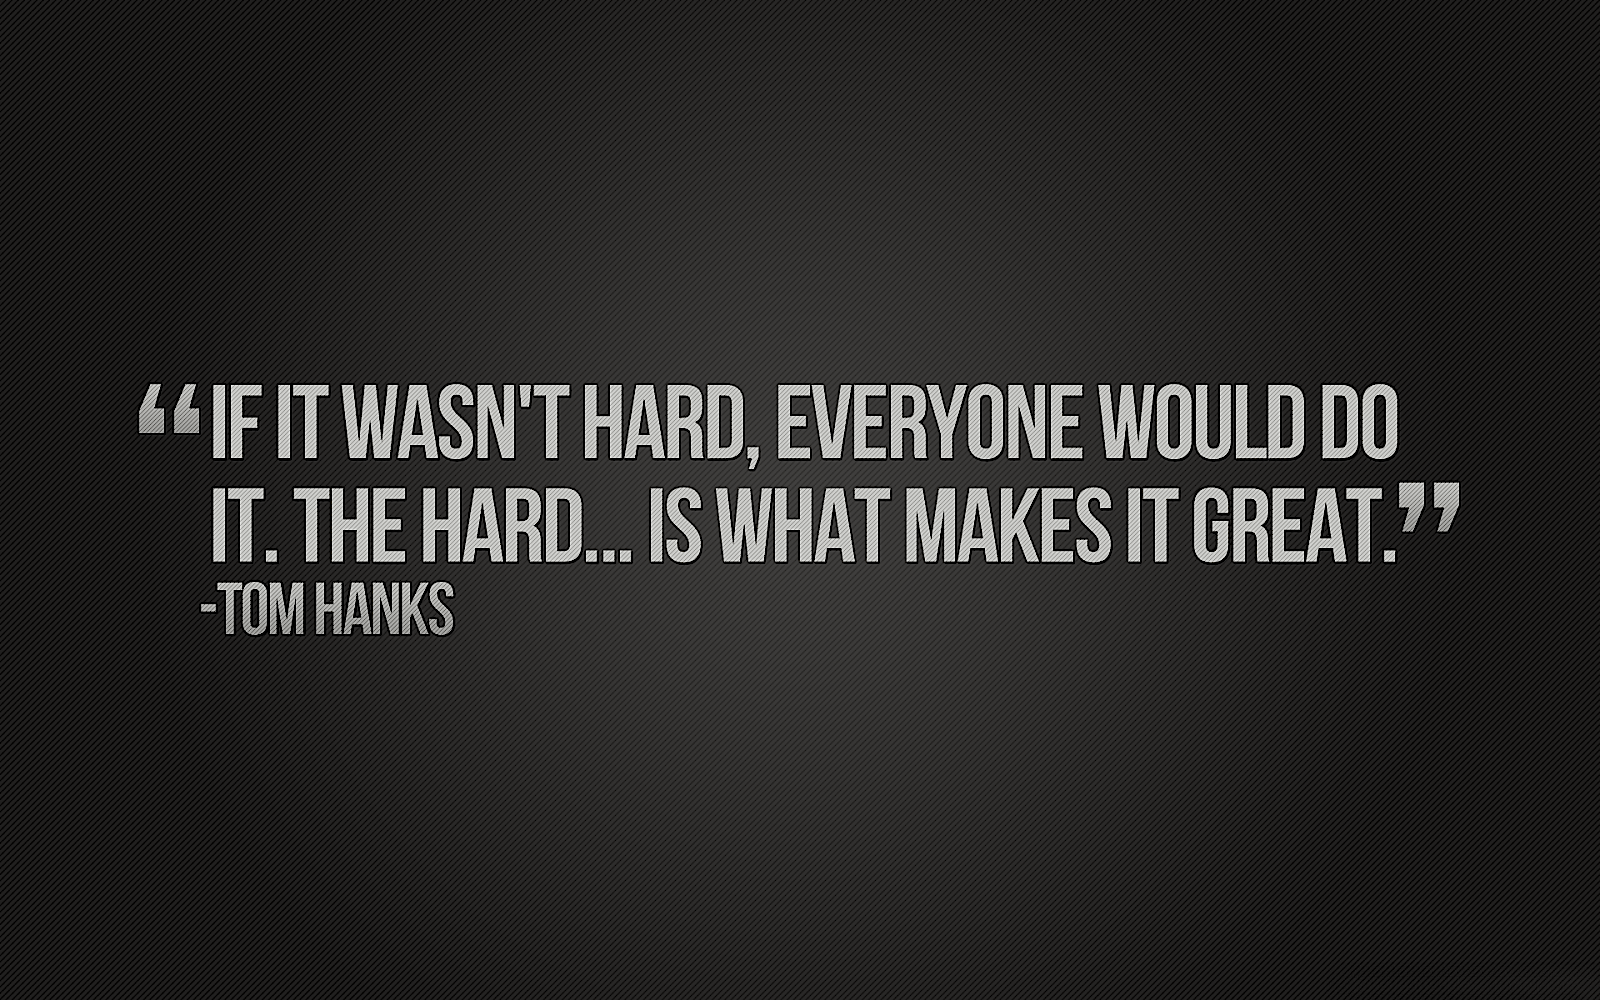 “IF IT WASN'T HARD, EVERYONE WOULD DO
IT. THE HARD... IS WHAT MAKES IT GREAT.”
-TOM HANKS